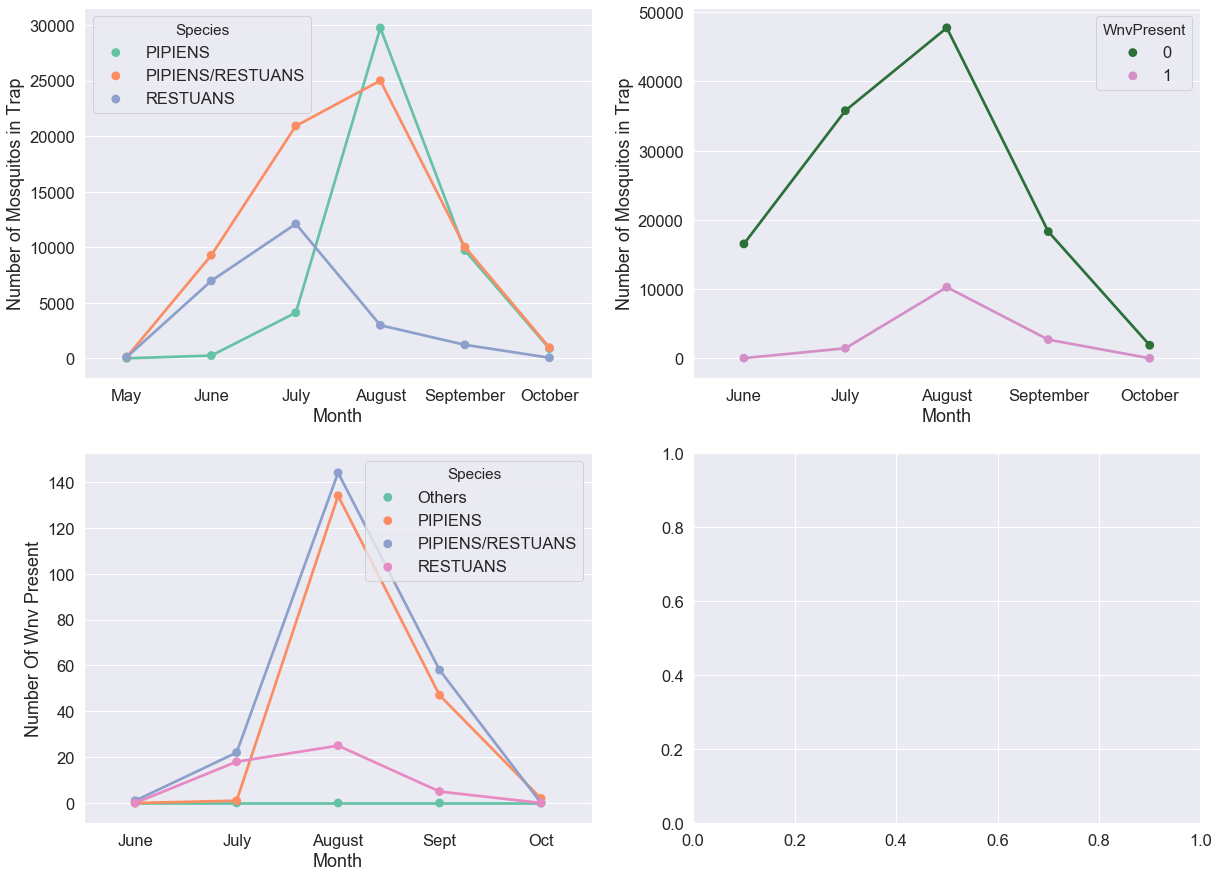 Number of Mosquitos in Trap
30000
25000
20000
15000
10000
5000
0
Species
PIPIENS
PIPIENS/RESTUANS
RESTUANS
May June July August September October
Month
Number of Mosquitos in Trap
50000
40000
30000
20000
10000
0
WnvPresent
0
1
June July August September October
Month
Number Of Wnv Present
140
120
100
80
60
40
20
0
Species
Others
PIPIENS
PIPIENS/RESTUANS
RESTUANS
June July August Sept Oct
Month
1.0
0.8
0.6
0.4
0.2
0.0
0.0 0.2 0.4 0.6 0.8 1.0